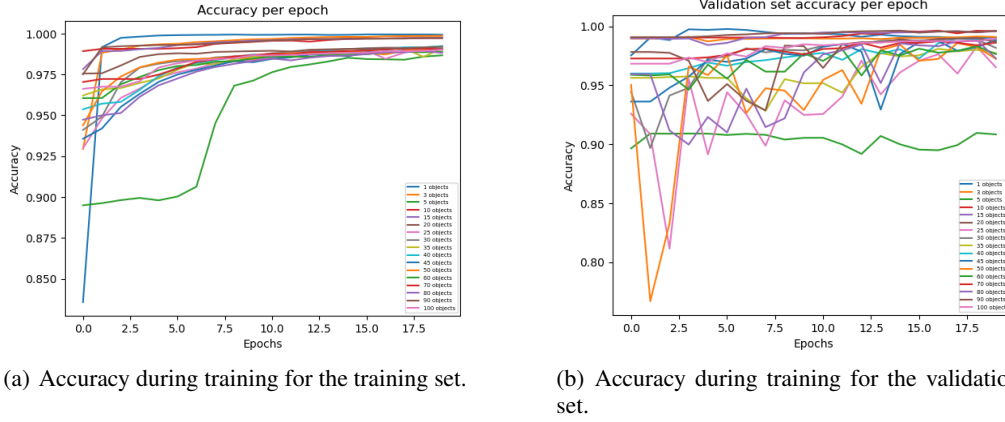 Accuracy per epoch
1.000
0.975
0.950
0.925
0.900
0.875
0.850
Accuracy
0.0 2.5 5.0 7.5 10.0 12.5 15.0 17.5
Epochs
1 objects
3 objects
5 objects
10 objects
15 objects
20 objects
25 objects
30 objects
35 objects
40 objects
45 objects
50 objects
60 objects
70 objects
80 objects
90 objects
100 objects
(a) Accuracy during training for the training set.
Validation set accuracy per epoch
1.00
0.95
0.90
0.85
0.80
Accuracy
0.0 2.5 5.0 7.5 10.0 12.5 15.0 17.5
Epochs
1 objects
3 objects
5 objects
10 objects
15 objects
20 objects
25 objects
30 objects
35 objects
40 objects
45 objects
50 objects
60 objects
70 objects
80 objects
90 objects
100 objects
(b) Accuracy during training for the validatio
set.